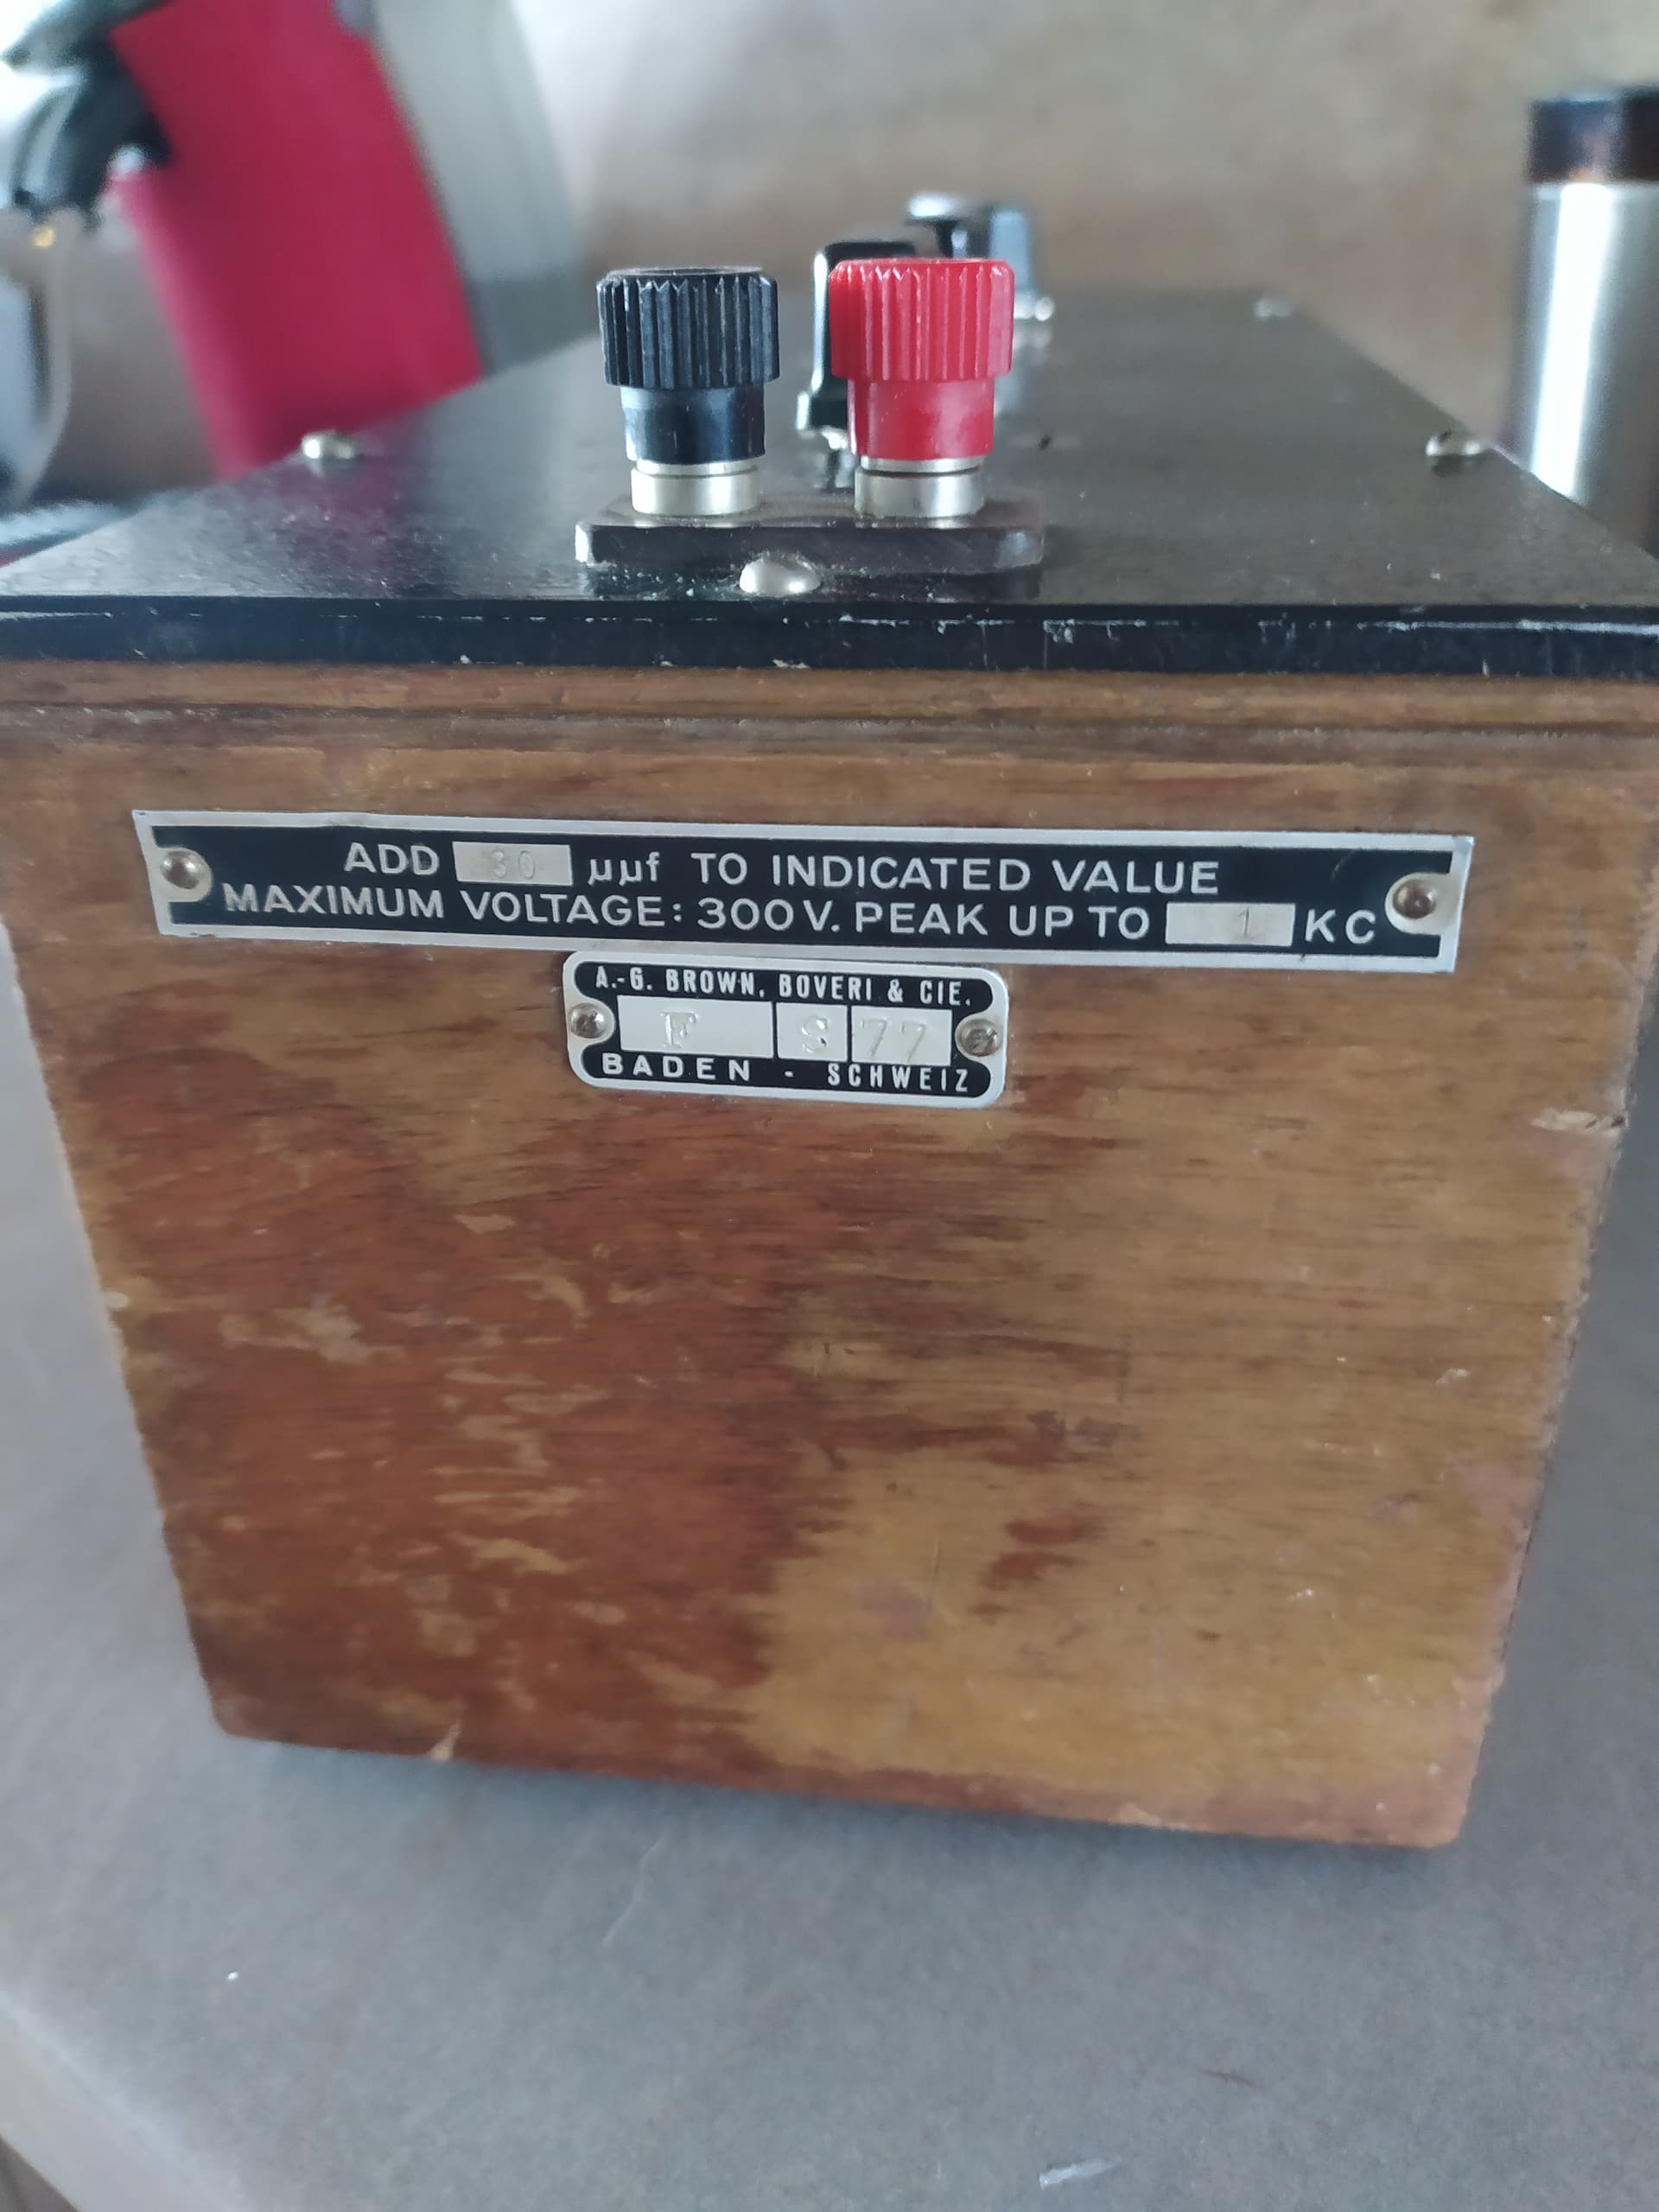 ADD 30 µµf TO INDICATED VALUE
MAXIMUM VOLTAGE: 300 V. PEAK UP TO 1 KC
A.-G. BROWN, BOVERI & CIE.
F S 77
BADEN - SCHWEIZ